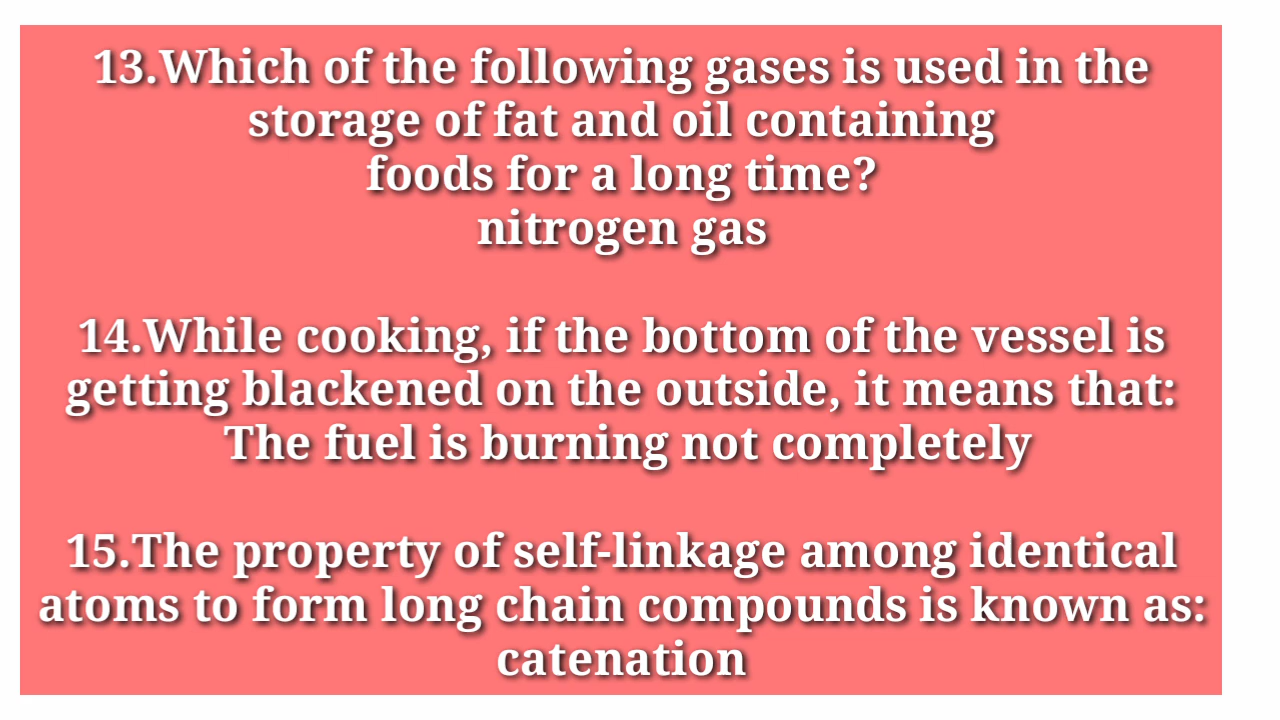 13.Which of the following gases is used in the
storage of fat and oil containing
foods for a long time?
nitrogen gas
14.While cooking, if the bottom of the vessel is
getting blackened on the outside, it means that:
The fuel is burning not completely
15.The property of self-linkage among identical
atoms to form long chain compounds is known as:
catenation